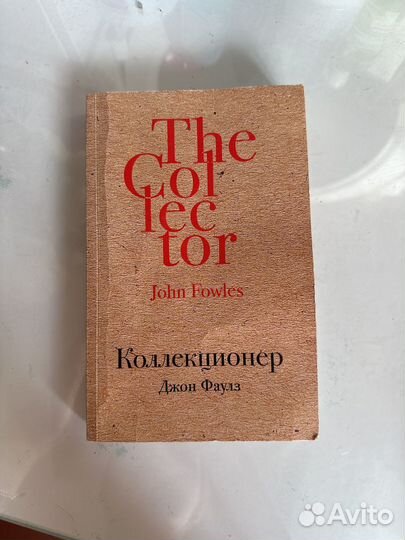 The
Col
lec
tor
John Fowles
Коллекционер
Джон Фаулз
Avito